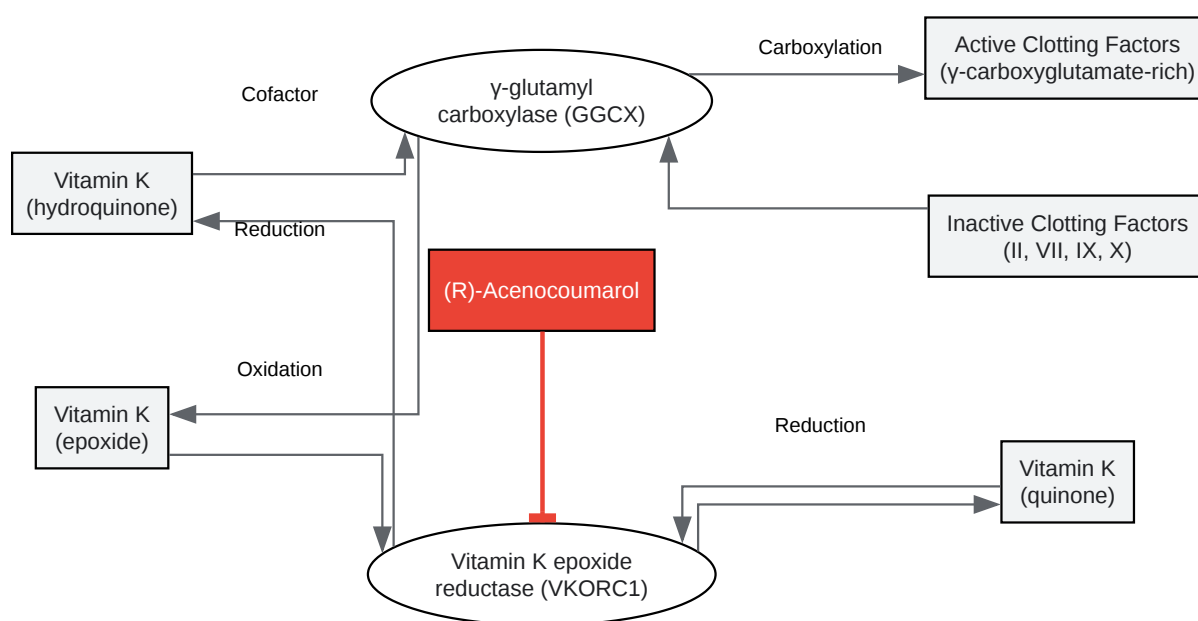 Carboxylation
Active Clotting Factors
(γ-carboxyglutamate-rich)
γ-glutamyl
carboxylase (GGCX)
Cofactor
Vitamin K
(hydroquinone)
Reduction
Inactive Clotting Factors
(II, VII, IX, X)
(R)-Acenocoumarol
Oxidation
Vitamin K
(epoxide)
Reduction
Vitamin K
(quinone)
Vitamin K epoxide
reductase (VKORC1)